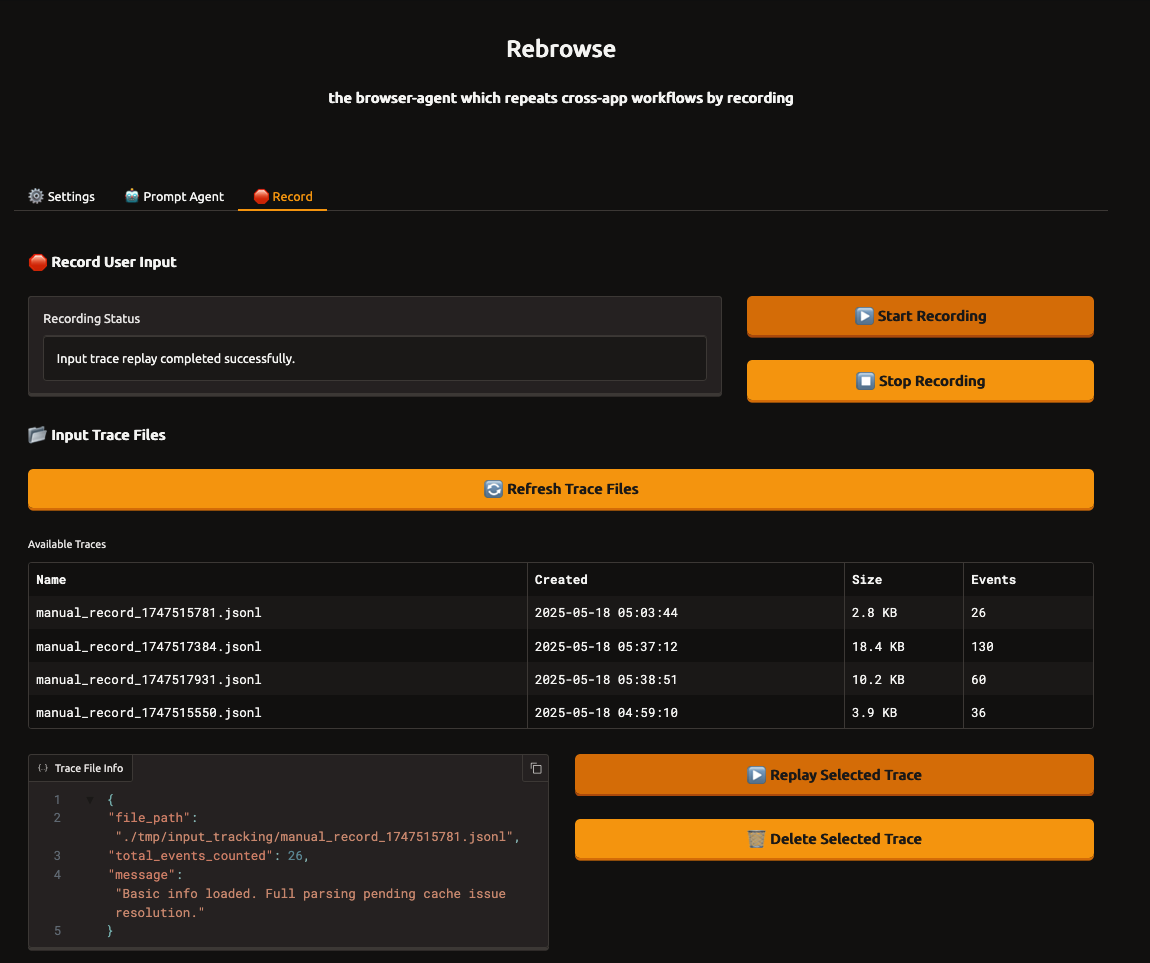 Rebrowse
the browser-agent which repeats cross-app workflows by recording
Settings Prompt Agent Record
Record User Input
Recording Status
Input trace replay completed successfully.
Start Recording
Stop Recording
Input Trace Files
Refresh Trace Files
Available Traces
Name Created Size Events
manual_record_1747515781.jsonl 2025-05-18 05:03:44 2.8 KB 26
manual_record_1747517384.jsonl 2025-05-18 05:37:12 18.4 KB 130
manual_record_1747517931.jsonl 2025-05-18 05:38:51 10.2 KB 60
manual_record_1747515550.jsonl 2025-05-18 04:59:10 3.9 KB 36
{·} Trace File Info
1 {
2 "file_path":
"./tmp/input_tracking/manual_record_1747515781.jsonl",
3 "total_events_counted": 26,
4 "message":
"Basic info loaded. Full parsing pending cache issue
resolution."
5 }
Replay Selected Trace
Delete Selected Trace